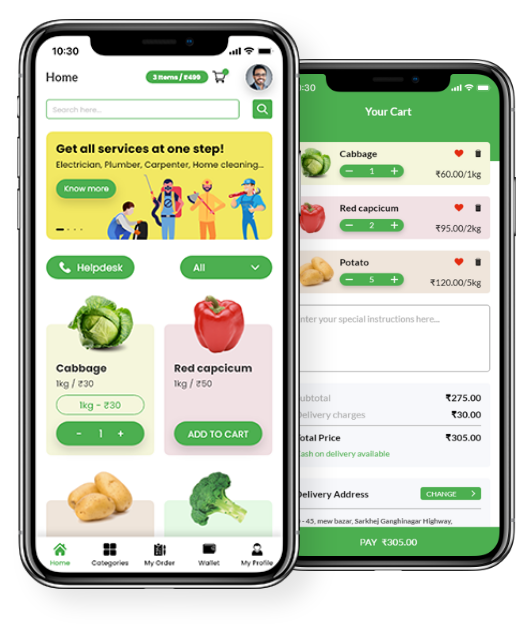 10:30
Home
3 Items / ₹499
Search here...
Get all services at one step!
Electrician, Plumber, Carpenter, Home cleaning...
Know more
Helpdesk
All
Cabbage
1kg / ₹30
1kg - ₹30
- 1 +
Red capcicum
1kg / ₹50
ADD TO CART
Home
Categories
My Order
Wallet
My Profile
:30
Your Cart
Cabbage
- 1 +
₹60.00/1kg
Red capcicum
- 2 +
₹95.00/2kg
Potato
- 5 +
₹120.00/5kg
nter your special instructions here...
ubtotal
₹275.00
elivery charges
₹30.00
otal Price
₹305.00
ash on delivery available
elivery Address
CHANGE >
- 45, mew bazar, Sarkhej Ganghinagar Highway,
PAY ₹305.00